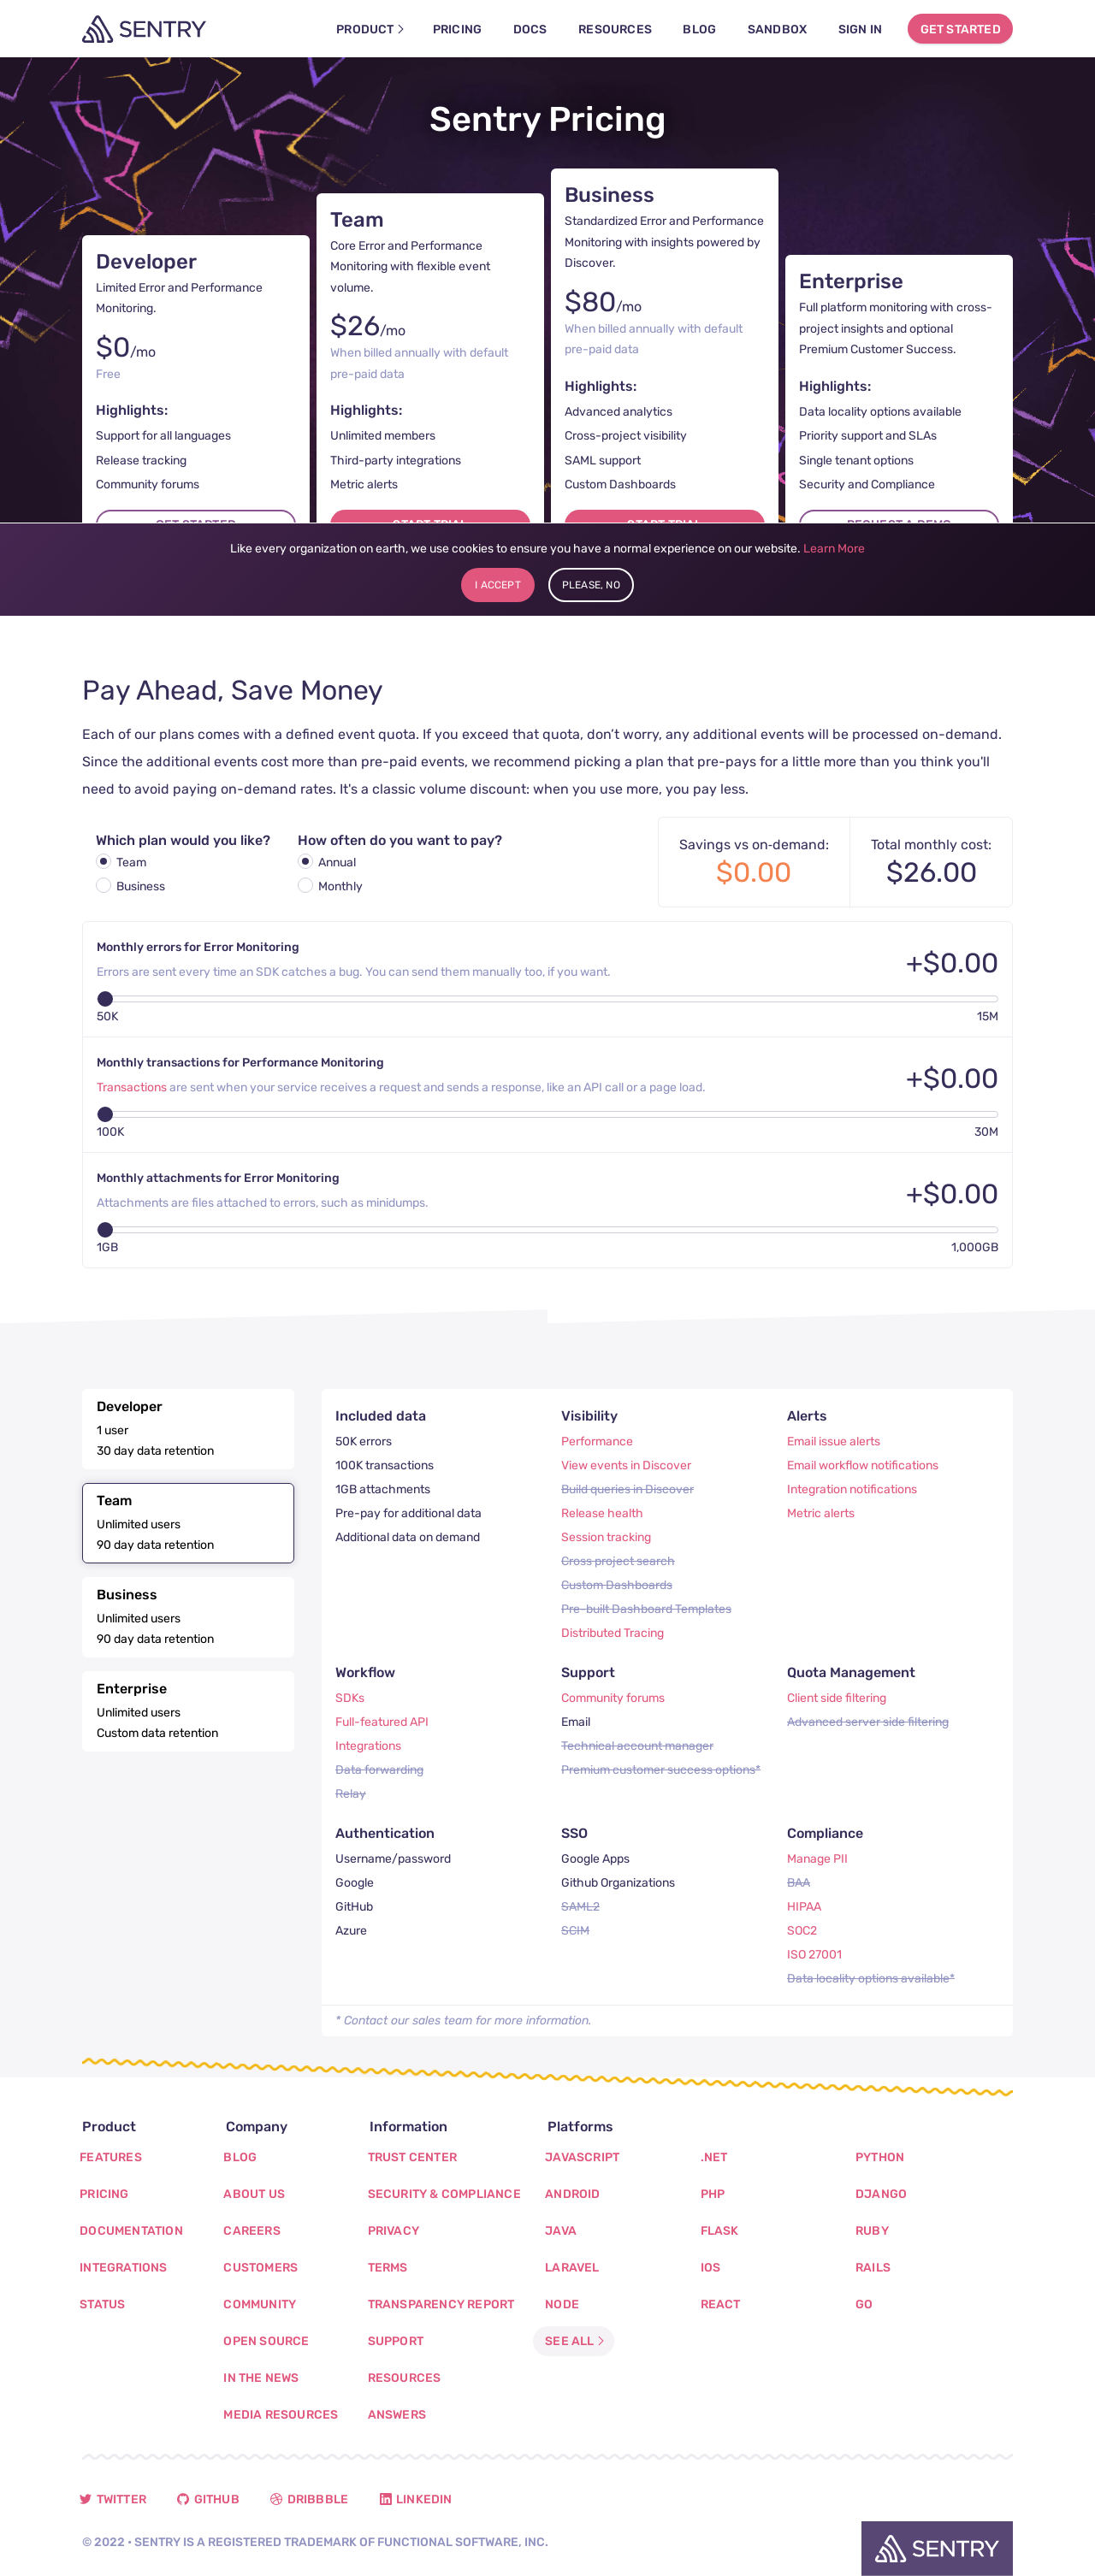 SENTRY
PRODUCT
PRICING
DOCS
RESOURCES
BLOG
SANDBOX
SIGN IN
GET STARTED
Sentry Pricing
Developer
Limited Error and Performance
Monitoring.
$0/mo
Free
Highlights:
Support for all languages
Release tracking
Community forums
GET STARTED
Team
Core Error and Performance
Monitoring with flexible event
volume.
$26/mo
When billed annually with default
pre-paid data
Highlights:
Unlimited members
Third-party integrations
Metric alerts
START TRIAL
Business
Standardized Error and Performance
Monitoring with insights powered by
Discover.
$80/mo
When billed annually with default
pre-paid data
Highlights:
Advanced analytics
Cross-project visibility
SAML support
Custom Dashboards
START TRIAL
Enterprise
Full platform monitoring with cross-
project insights and optional
Premium Customer Success.
Highlights:
Data locality options available
Priority support and SLAs
Single tenant options
Security and Compliance
REQUEST A DEMO
Like every organization on earth, we use cookies to ensure you have a normal experience on our website. Learn More
I ACCEPT
PLEASE, NO
Pay Ahead, Save Money
Each of our plans comes with a defined event quota. If you exceed that quota, don’t worry, any additional events will be processed on-demand.
Since the additional events cost more than pre-paid events, we recommend picking a plan that pre-pays for a little more than you think you'll
need to avoid paying on-demand rates. It's a classic volume discount: when you use more, you pay less.
Which plan would you like?
Team
Business
How often do you want to pay?
Annual
Monthly
Savings vs on-demand:
$0.00
Total monthly cost:
$26.00
Monthly errors for Error Monitoring
Errors are sent every time an SDK catches a bug. You can send them manually too, if you want.
+$0.00
50K
15M
Monthly transactions for Performance Monitoring
Transactions are sent when your service receives a request and sends a response, like an API call or a page load.
+$0.00
100K
30M
Monthly attachments for Error Monitoring
Attachments are files attached to errors, such as minidumps.
+$0.00
1GB
1,000GB
Developer
1 user
30 day data retention
Team
Unlimited users
90 day data retention
Business
Unlimited users
90 day data retention
Enterprise
Unlimited users
Custom data retention
Included data
50K errors
100K transactions
1GB attachments
Pre-pay for additional data
Additional data on demand
Visibility
Performance
View events in Discover
Build queries in Discover
Release health
Session tracking
Cross project search
Custom Dashboards
Pre-built Dashboard Templates
Distributed Tracing
Alerts
Email issue alerts
Email workflow notifications
Integration notifications
Metric alerts
Workflow
SDKs
Full-featured API
Integrations
Data forwarding
Relay
Support
Community forums
Email
Technical account manager
Premium customer success options*
Quota Management
Client side filtering
Advanced server side filtering
Authentication
Username/password
Google
GitHub
Azure
SSO
Google Apps
Github Organizations
SAML2
SCIM
Compliance
Manage PII
BAA
HIPAA
SOC2
ISO 27001
Data locality options available*
* Contact our sales team for more information.
Product
FEATURES
PRICING
DOCUMENTATION
INTEGRATIONS
STATUS
Company
BLOG
ABOUT US
CAREERS
CUSTOMERS
COMMUNITY
OPEN SOURCE
IN THE NEWS
MEDIA RESOURCES
Information
TRUST CENTER
SECURITY & COMPLIANCE
PRIVACY
TERMS
TRANSPARENCY REPORT
SUPPORT
RESOURCES
ANSWERS
Platforms
JAVASCRIPT
ANDROID
JAVA
LARAVEL
NODE
SEE ALL
.NET
PHP
FLASK
IOS
REACT
PYTHON
DJANGO
RUBY
RAILS
GO
TWITTER
GITHUB
DRIBBBLE
LINKEDIN
© 2022 • SENTRY IS A REGISTERED TRADEMARK OF FUNCTIONAL SOFTWARE, INC.
SENTRY